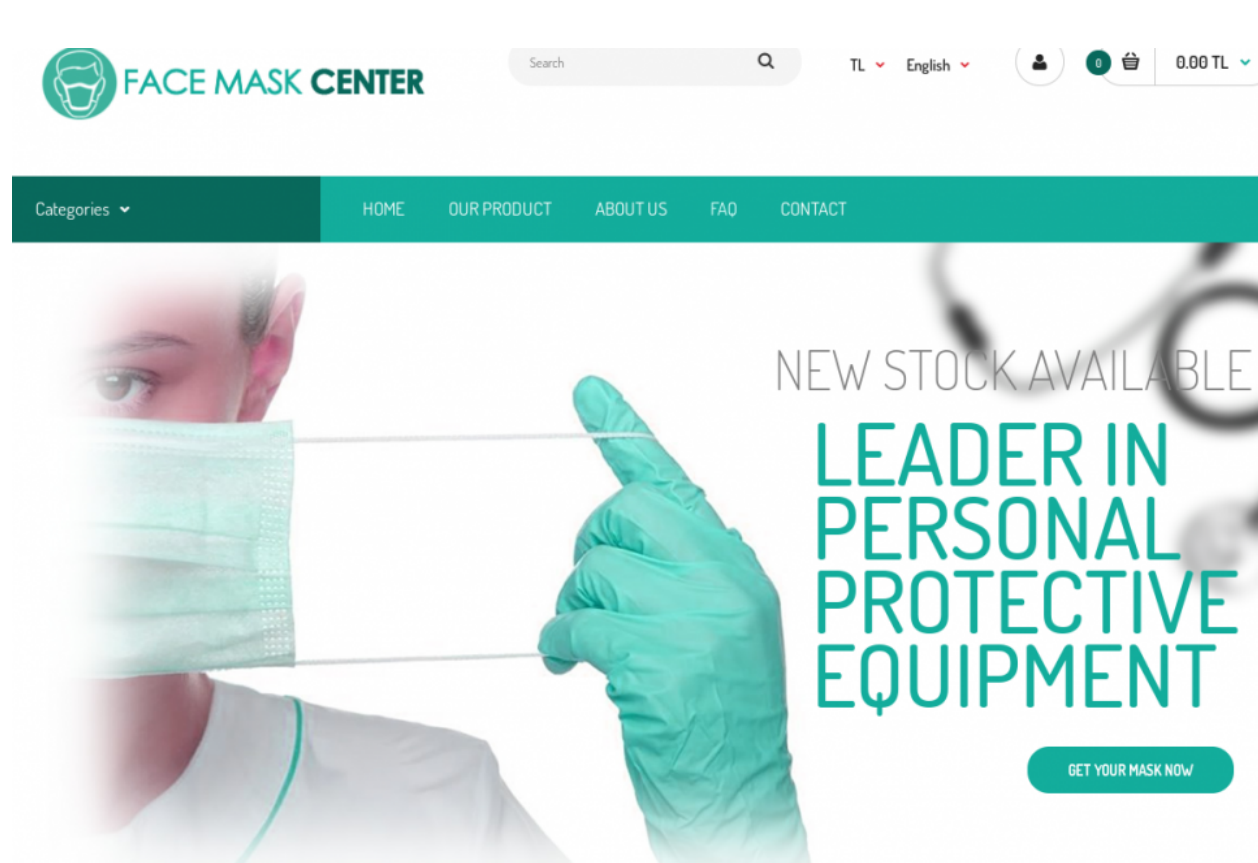 FACE MASK CENTER
Search
TL
English
0
0.00 TL
Categories
HOME
OUR PRODUCT
ABOUT US
FAQ
CONTACT
NEW STOCK AVAILABLE
LEADER IN
PERSONAL
PROTECTIVE
EQUIPMENT
GET YOUR MASK NOW